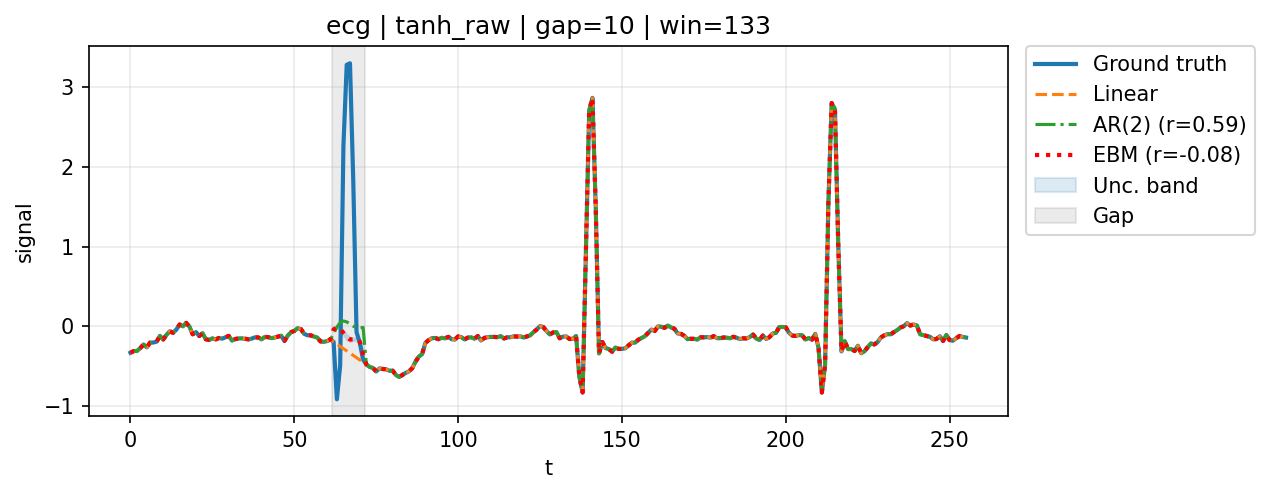 ecg | tanh_raw | gap=10 | win=133
signal
3
2
1
0
−1
0
50
100
150
200
250
t
Ground truth
Linear
AR(2) (r=0.59)
EBM (r=-0.08)
Unc. band
Gap